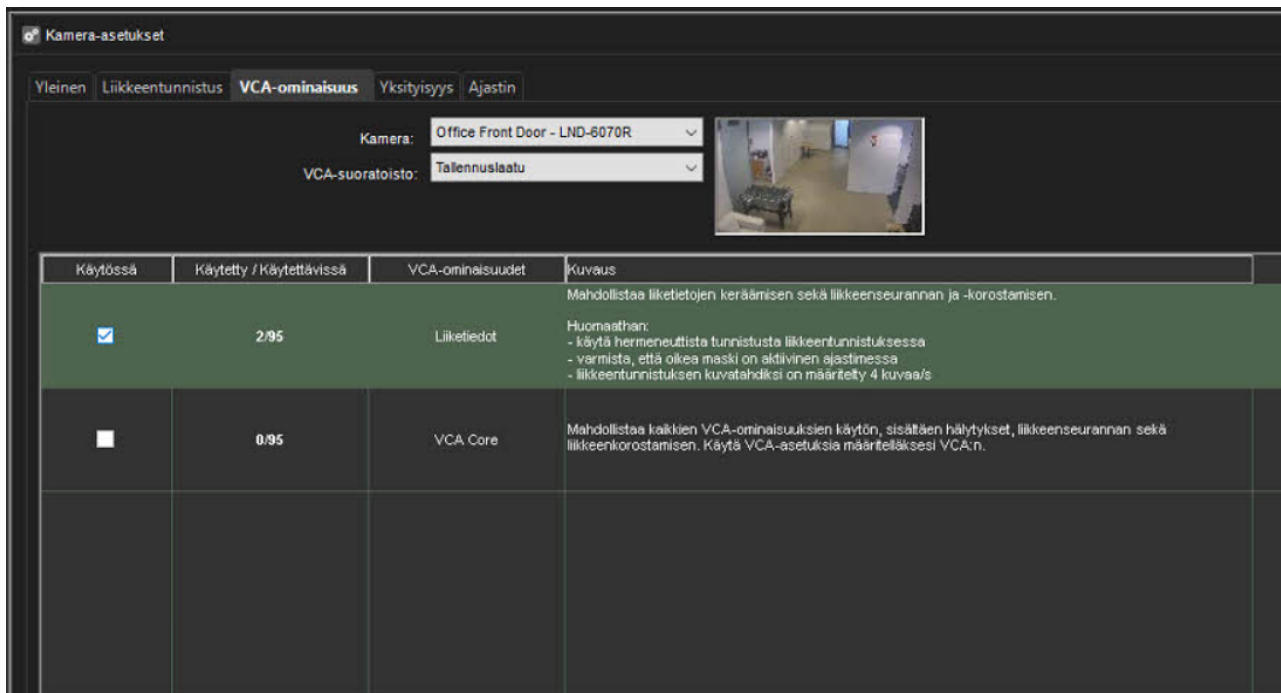 Kamera-asetukset
Yleinen Liikkeentunnistus VCA-ominaisuus Yksityisyys Ajastin
Kamera: Office Front Door - LND-6070R
VCA-suoratoisto: Tallennuslaatu
Käytössä Käytetty / Käytettävissä VCA-ominaisuudet Kuvaus
Mahdollistaa liiketietojen keräämisen sekä liikkeenseurannan ja -korostamisen.
2/95 Liiketiedot
Huomaathan:
- käytä hermeneuttista tunnistusta liikkeentunnistuksessa
- varmista, että oikea maski on aktiivinen ajastimessa
- liikkeentunnistuksen kuvatahdiksi on määritelty 4 kuvaa/s
0/95 VCA Core
Mahdollistaa kaikkien VCA-ominaisuuksien käytön, sisältäen hälytykset, liikkeenseurannan sekä
liikkeenkorostamisen. Käytä VCA-asetuksia määritelläksesi VCA:n.